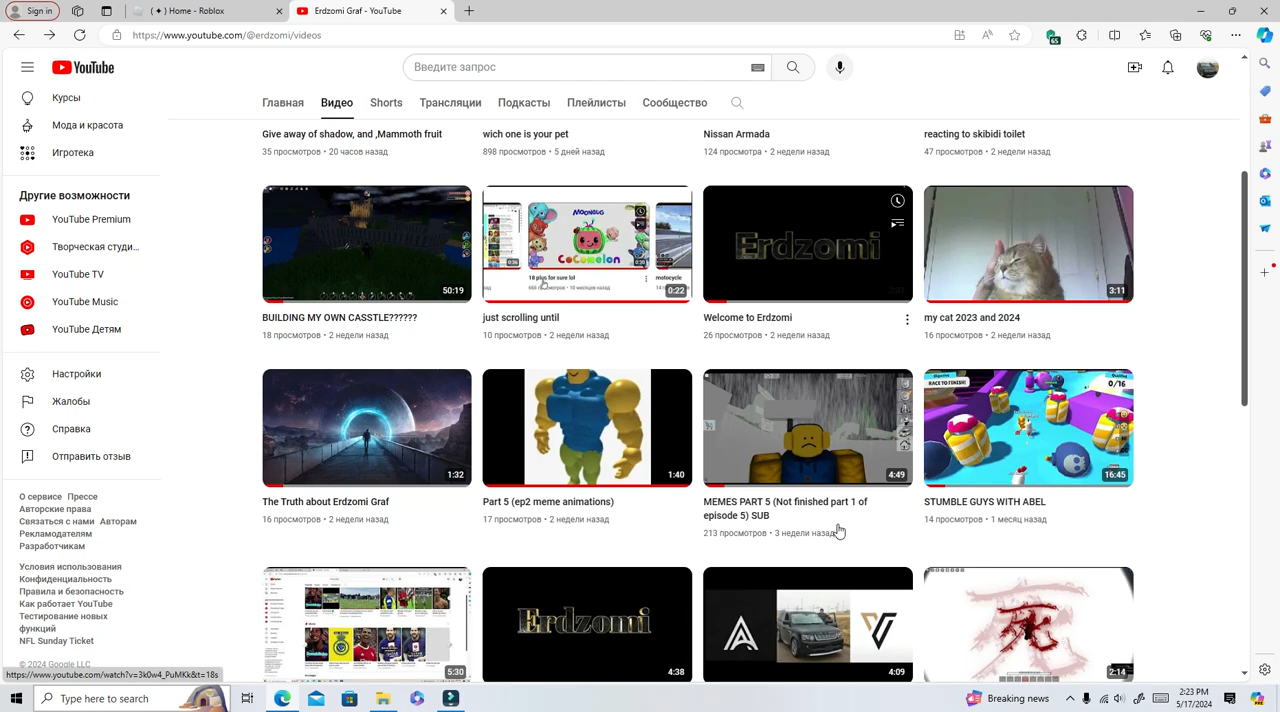 Sign in
( ✦ ) Home - Roblox
Erdzomi Graf - YouTube
https://www.youtube.com/@erdzomi/videos
65
YouTube
Введите запрос
Курсы
Мода и красота
Игротека
Другие возможности
YouTube Premium
Творческая студи...
YouTube TV
YouTube Music
YouTube Детям
Настройки
Жалобы
Справка
Отправить отзыв
О сервисе Прессе
Авторские права
Связаться с нами Авторам
Рекламодателям
Разработчикам
Условия использования
Конфиденциальность
Правила и безопасность
Как работает YouTube
Тестирование новых
функций
NFL Sunday Ticket
© 2024 Google LLC
https://www.youtube.com/watch?v=3k0w4_PuMlKk&t=18s
Главная Видео Shorts Трансляции Подкасты Плейлисты Сообщество
Give away of shadow, and ,Mammoth fruit
35 просмотров • 20 часов назад
wich one is your pet
898 просмотров • 5 дней назад
Nissan Armada
124 просмотра • 2 недели назад
reacting to skibidi toilet
47 просмотров • 2 недели назад
50:19
BUILDING MY OWN CASSTLE??????
18 просмотров • 2 недели назад
MOONBUG
COCOMELON
18 plus for sure lol
motocycle
0:22
just scrolling until
10 просмотров • 2 недели назад
Erdzomi
Welcome to Erdzomi
26 просмотров • 2 недели назад
3:11
my cat 2023 and 2024
16 просмотров • 2 недели назад
1:32
The Truth about Erdzomi Graf
16 просмотров • 2 недели назад
1:40
Part 5 (ep2 meme animations)
17 просмотров • 2 недели назад
4:49
MEMES PART 5 (Not finished part 1 of
episode 5) SUB
213 просмотров • 3 недели назад
RACE TO FINISH!
0/16
16:45
STUMBLE GUYS WITH ABEL
14 просмотров • 1 месяц назад
5:30
Erdzomi
4:38
4:09
2:14
Type here to search
Breaking news
2:23 PM
5/17/2024